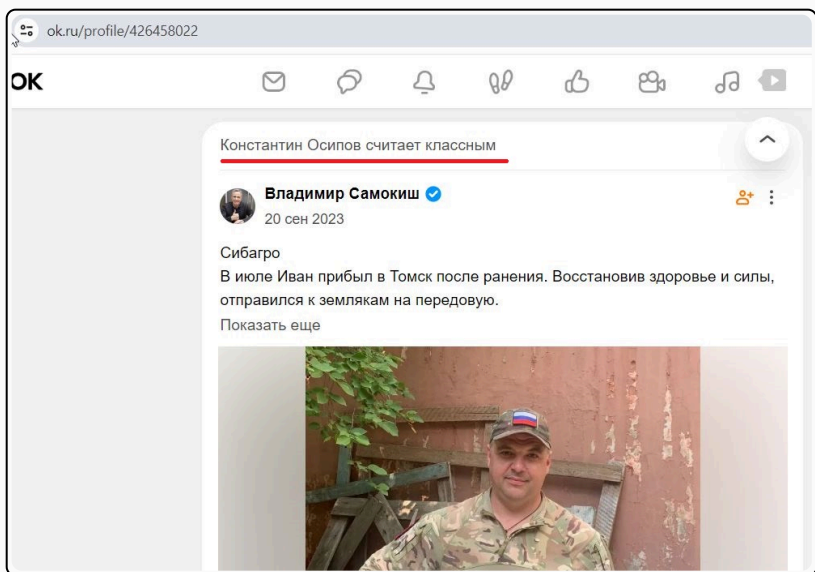 ok.ru/profile/426458022
ОК
Константин Осипов считает классным
Владимир Самокиш
20 сен 2023
Сибагро
В июле Иван прибыл в Томск после ранения. Восстановив здоровье и силы,
отправился к землякам на передовую.
Показать еще